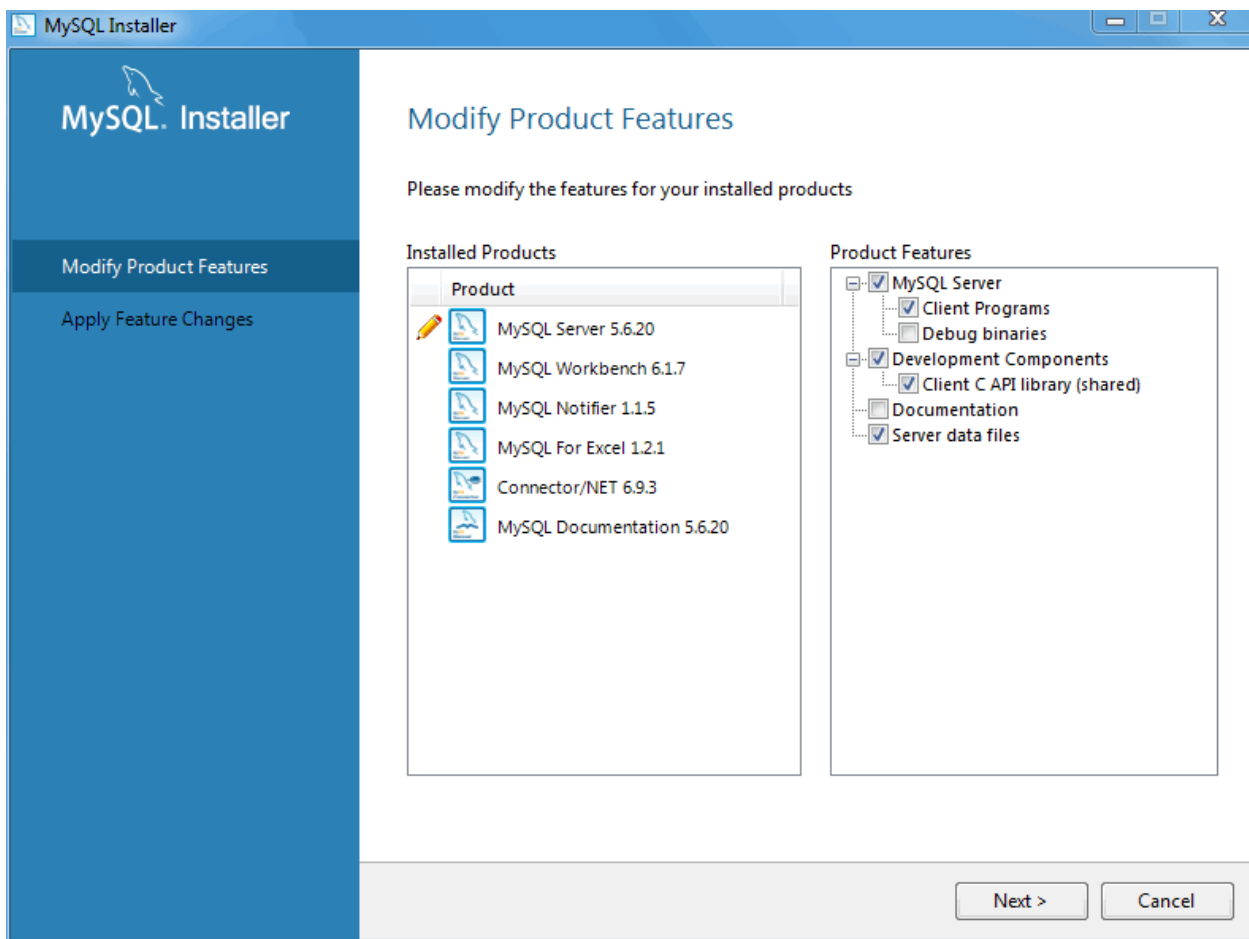 MySQL Installer
MySQL. Installer
Modify Product Features
Apply Feature Changes
Modify Product Features
Please modify the features for your installed products
Installed Products
Product
MySQL Server 5.6.20
MySQL Workbench 6.1.7
MySQL Notifier 1.1.5
MySQL For Excel 1.2.1
Connector/NET 6.9.3
MySQL Documentation 5.6.20
Product Features
MySQL Server
Client Programs
Debug binaries
Development Components
Client C API library (shared)
Documentation
Server data files
Next >
Cancel